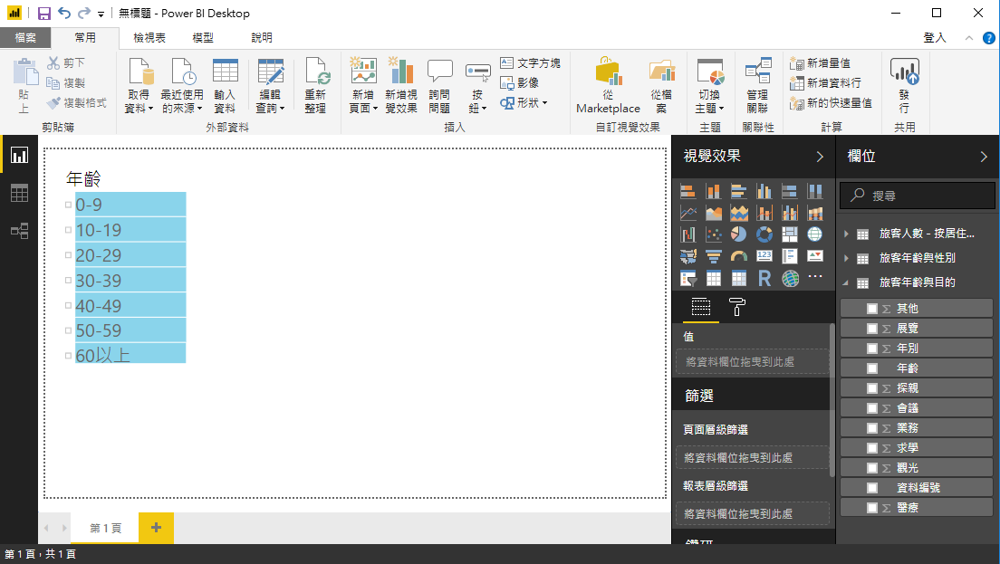 無標題 - Power BI Desktop
檔案 常用 檢視表 模型 說明 登入
貼上
剪下
複製
複製格式
剪貼簿
取得資料
最近使用的來源
輸入資料
編輯查詢
重新整理
外部資料
新增頁面
新增視覺效果
詢問問題
按鈕
文字方塊
影像
形狀
插入
從 Marketplace
從檔案
自訂視覺效果
切換主題
主題
管理關聯
關聯性
新增量值
新增資料行
新的快速量值
計算
發行
共用
年齡
0-9
10-19
20-29
30-39
40-49
50-59
60以上
視覺效果
123
R
值
將資料欄位拖曳到此處
篩選
頁面層級篩選
將資料欄位拖曳到此處
報表層級篩選
將資料欄位拖曳到此處
欄位
搜尋
旅客人數 - 按居住...
旅客年齡與性別
旅客年齡與目的
Σ 其他
Σ 展覽
Σ 年別
年齡
Σ 探親
Σ 會議
Σ 業務
Σ 求學
Σ 觀光
資料編號
Σ 醫療
第 1 頁
第 1 頁，共 1 頁